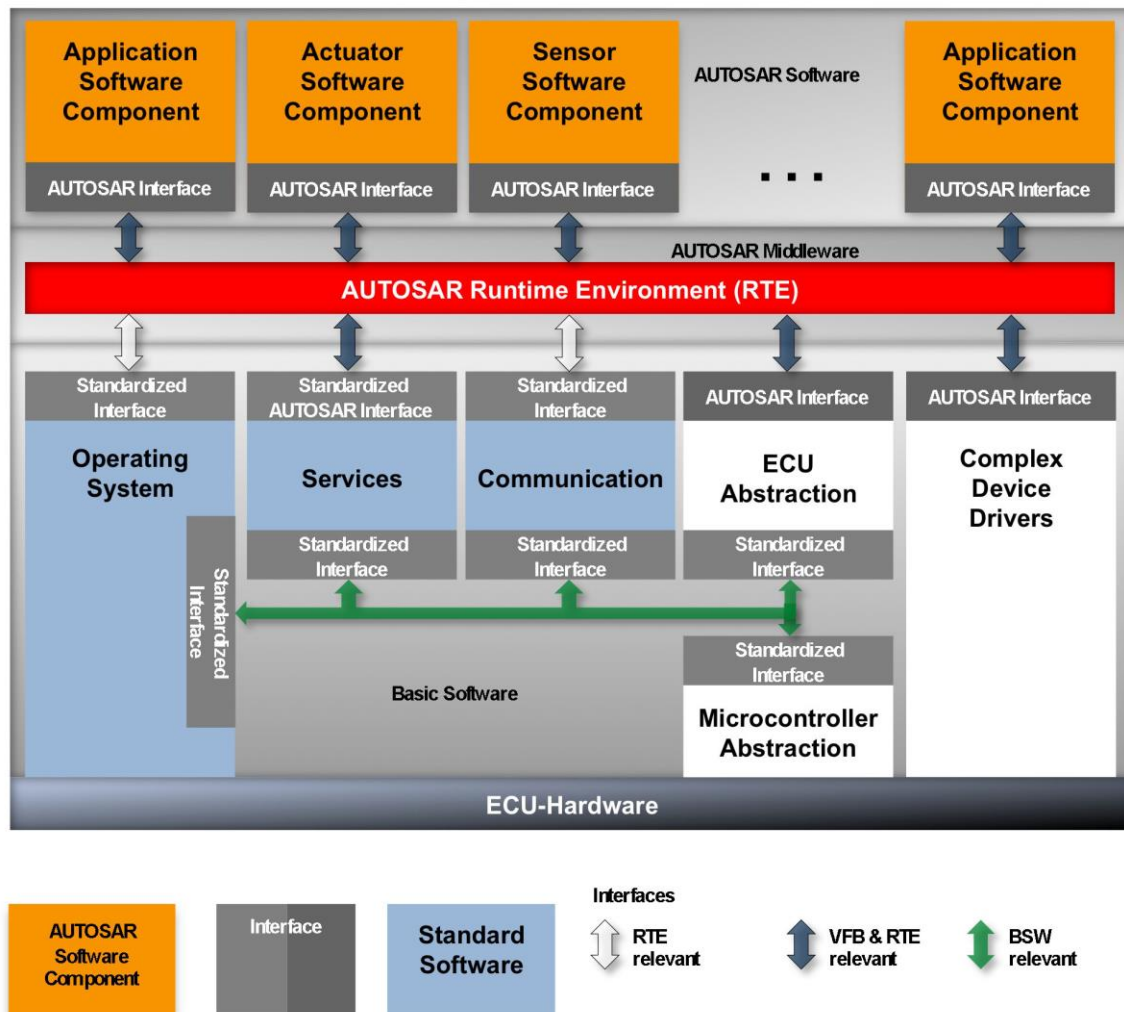 Application
Software
Component
AUTOSAR Interface
Actuator
Software
Component
AUTOSAR Interface
Sensor
Software
Component
AUTOSAR Interface
AUTOSAR Software
...
Application
Software
Component
AUTOSAR Interface
AUTOSAR Middleware
AUTOSAR Runtime Environment (RTE)
Standardized
Interface
Operating
System
Standardized
Interface
Standardized
AUTOSAR Interface
Services
Standardized
Interface
Standardized
Interface
Communication
Standardized
Interface
AUTOSAR Interface
ECU
Abstraction
Standardized
Interface
Standardized
Interface
Microcontroller
Abstraction
AUTOSAR Interface
Complex
Device
Drivers
Basic Software
ECU-Hardware
AUTOSAR
Software
Component
Interface
Standard
Software
Interfaces
RTE
relevant
VFB & RTE
relevant
BSW
relevant